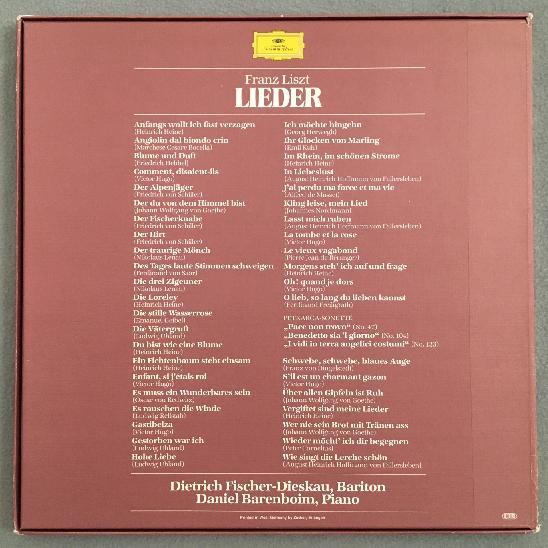 Franz Liszt
LIEDER
Anfangs wollt ich fast verzagen
(Heinrich Heine)
Angiolin dal biondo crin
(Marchese Cesare Bocella)
Blume und Duft
(Friedrich Hebbel)
Comment, disaient-ils
(Victor Hugo)
Der Alpenjäger
(Friedrich von Schiller)
Der du von dem Himmel bist
(Johann Wolfgang von Goethe)
Der Fischerknabe
(Friedrich von Schiller)
Der Hirt
(Friedrich von Schiller)
Der traurige Mönch
(Nikolaus Lenau)
Des Tages laute Stimmen schweigen
(Ferdinand von Saar)
Die drei Zigeuner
(Nikolaus Lenau)
Die Loreley
(Heinrich Heine)
Die stille Wasserrose
(Emanuel Geibel)
Die Vätergruft
(Ludwig Uhland)
Du bist wie eine Blume
(Heinrich Heine)
Ein Fichtenbaum steht einsam
(Heinrich Heine)
Enfant, si j'étais roi
(Victor Hugo)
Es muss ein Wunderbares sein
(Oscar von Redwitz)
Es rauschen die Winde
(Ludwig Rellstab)
Gastibelza
(Victor Hugo)
Gestorben war ich
(Ludwig Uhland)
Hohe Liebe
(Ludwig Uhland)
Ich möchte hingehn
(Georg Herwegh)
Ihr Glocken von Marling
(Emil Kuh)
Im Rhein, im schönen Strome
(Heinrich Heine)
In Liebeslust
(August Heinrich Hoffmann von Fallersleben)
J'ai perdu ma force et ma vie
(Alfred de Musset)
Kling leise, mein Lied
(Johannes Nordmann)
Lasst mich ruhen
(August Heinrich Hoffmann von Fallersleben)
La tombe et la rose
(Victor Hugo)
Le vieux vagabond
(Pierre Jean de Béranger)
Morgens steh' ich auf und frage
(Heinrich Heine)
Oh! quand je dors
(Victor Hugo)
O lieb, so lang du lieben kannst
(Ferdinand Freiligrath)
PETRARCA-SONETTE
„Pace non trovo“ (No. 47)
„Benedetto sia 'l giorno“ (No. 104)
„I vidi in terra angelici costumi“ (No. 123)
Schwebe, schwebe, blaues Auge
(Franz von Dingelstedt)
S'il est un charmant gazon
(Victor Hugo)
Über allen Gipfeln ist Ruh
(Johann Wolfgang von Goethe)
Vergiftet sind meine Lieder
(Heinrich Heine)
Wer nie sein Brot mit Tränen ass
(Johann Wolfgang von Goethe)
Wieder möcht' ich dir begegnen
(Peter Cornelius)
Wie singt die Lerche schön
(August Heinrich Hoffmann von Fallersleben)
Dietrich Fischer-Dieskau, Bariton
Daniel Barenboim, Piano
Printed in West Germany by